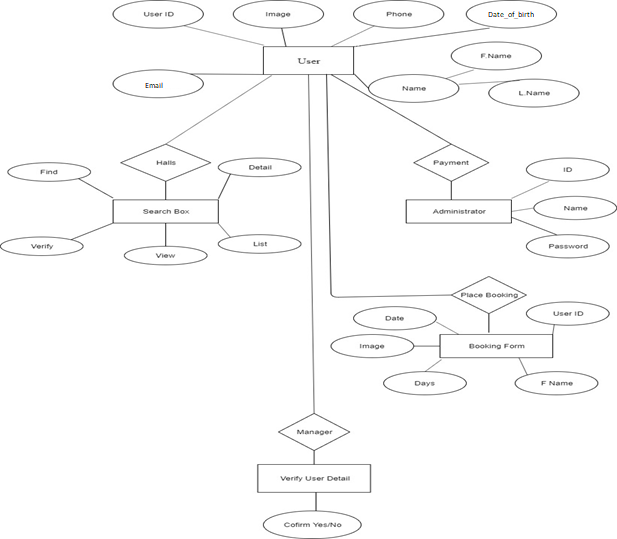 User ID
Image
Phone
Date_of_birth
User
F.Name
Email
Name
L.Name
Halls
Payment
Find
Detail
ID
Search Box
Administrator
Name
Verify
View
List
Password
Place Booking
Date
User ID
Image
Booking Form
Days
F Name
Manager
Verify User Detail
Cofirm Yes/No